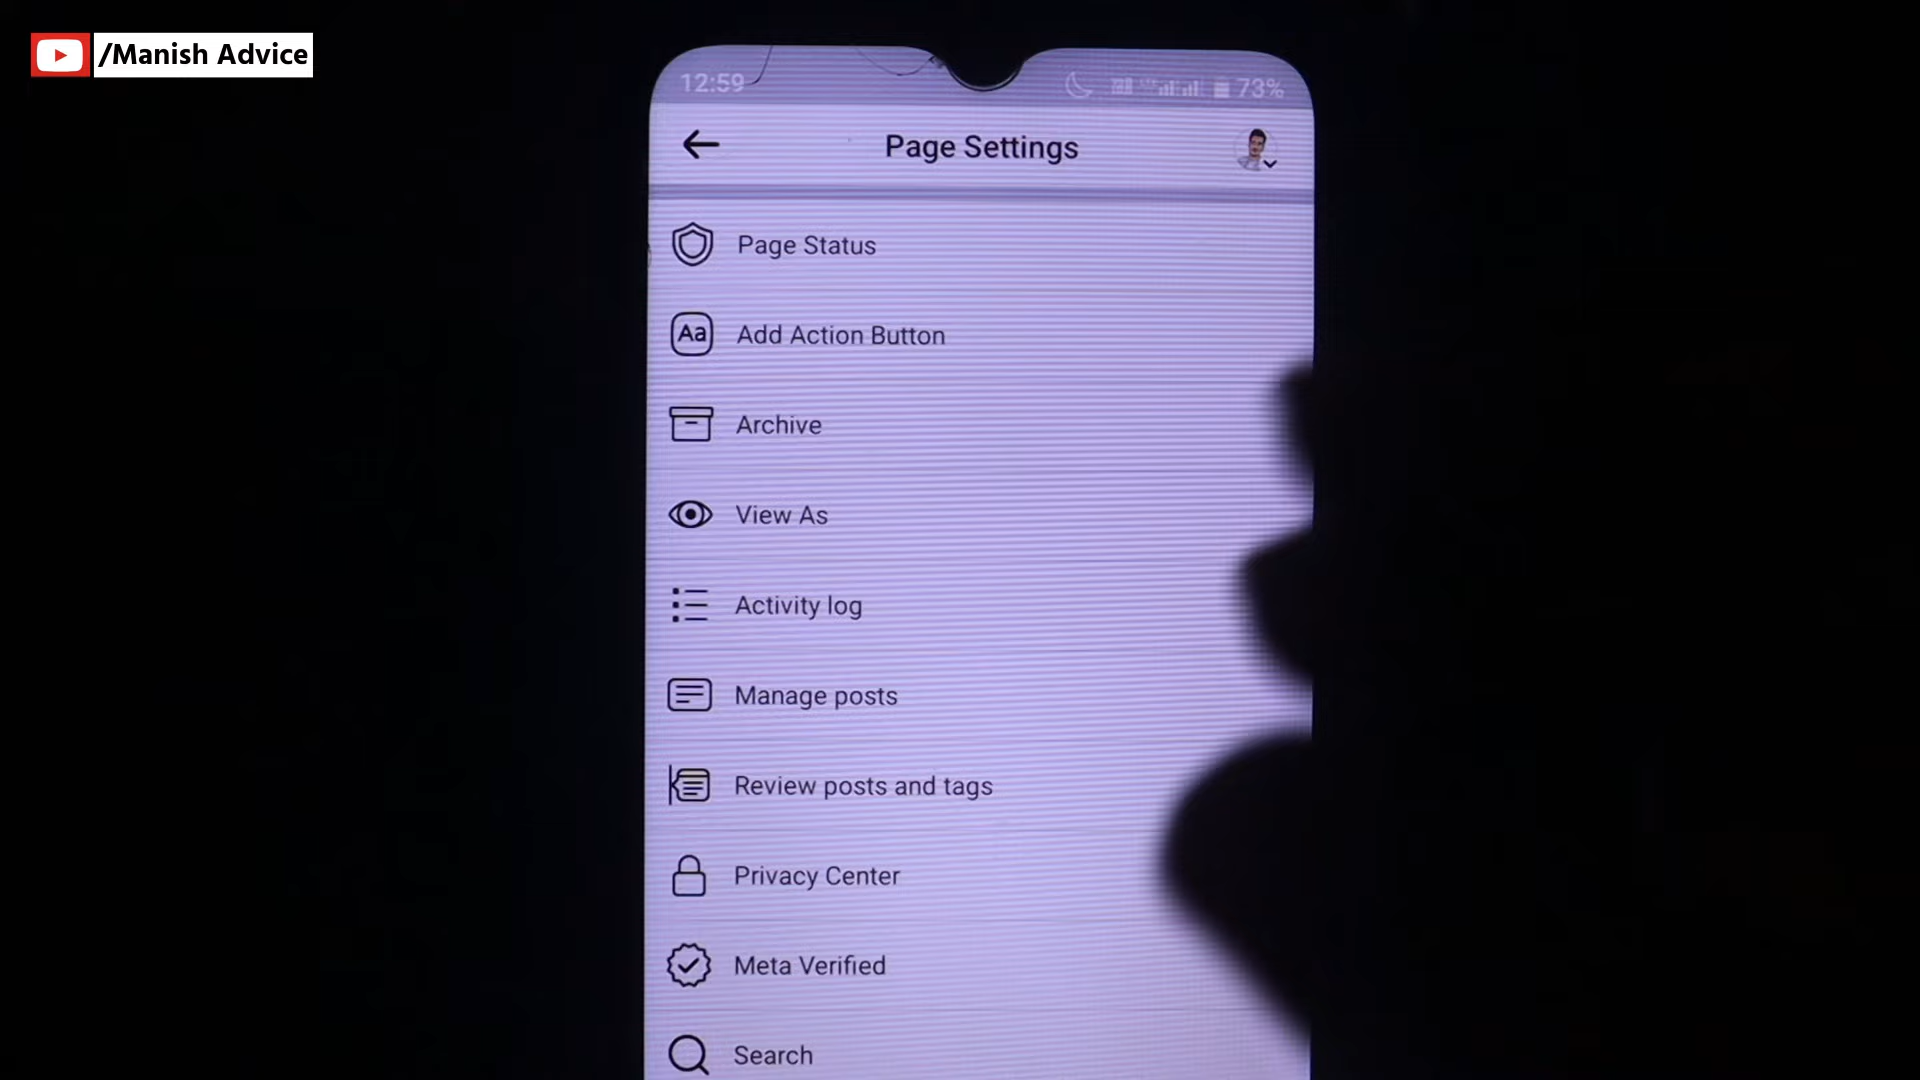 /Manish Advice
12:59
73%
Page Settings
Page Status
Aa
Add Action Button
Archive
View As
Activity log
Manage posts
Review posts and tags
Privacy Center
Meta Verified
Search